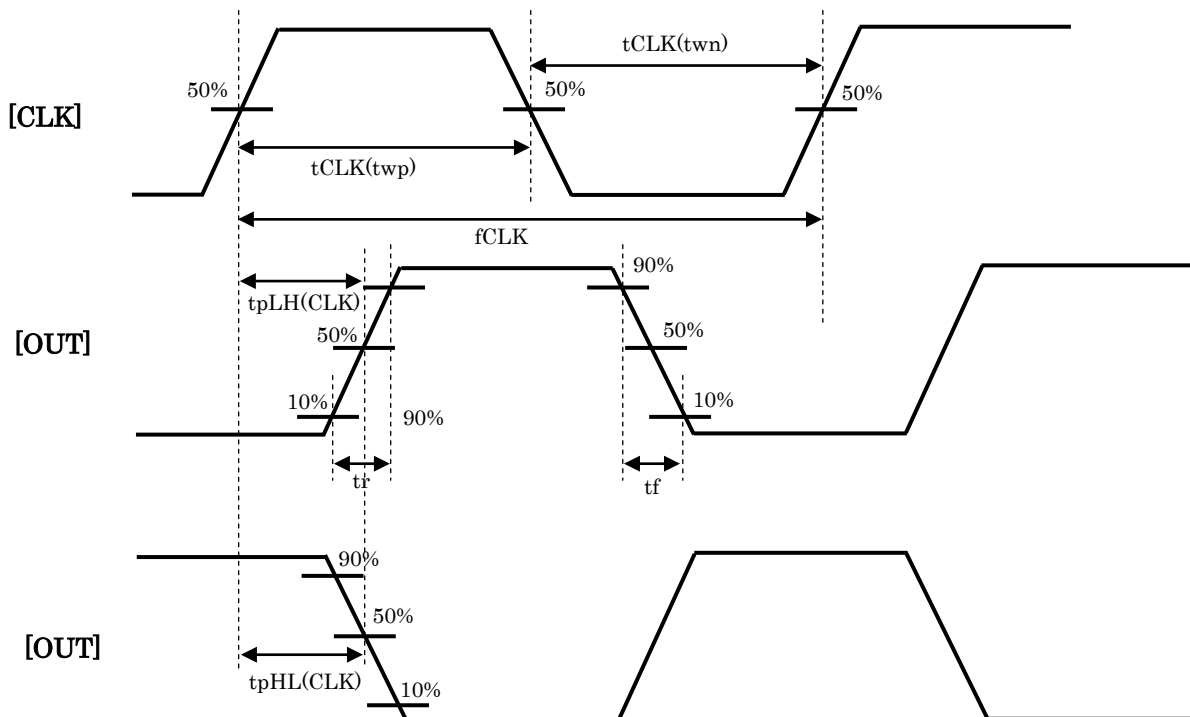 tCLK(twn)
50%
50%
50%
[CLK]
tCLK(twp)
fCLK
90%
tpLH(CLK)
50%
50%
[OUT]
10%
10%
90%
tr
tf
90%
50%
[OUT]
tpHL(CLK)
10%